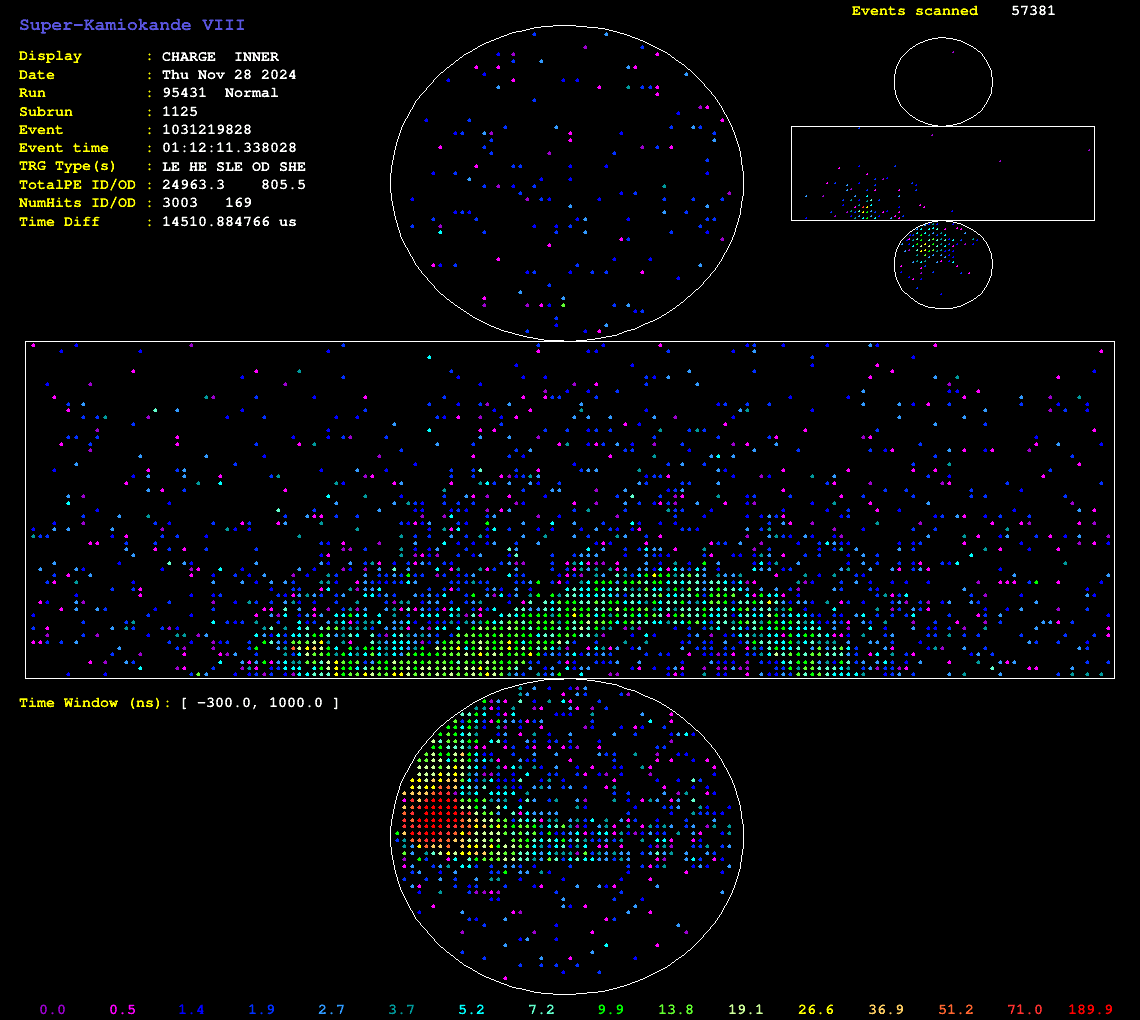 Super-Kamiokande VIII
Events scanned 57381
Display : CHARGE INNER
Date : Thu Nov 28 2024
Run : 95431 Normal
Subrun : 1125
Event : 1031219828
Event time : 01:12:11.338028
TRG Type(s) : LE HE SLE OD SHE
TotalPE ID/OD : 24963.3 805.5
NumHits ID/OD : 3003 169
Time Diff : 14510.884766 us
Time Window (ns): [ -300.0, 1000.0 ]
0.0 0.5 1.4 1.9 2.7 3.7 5.2 7.2 9.9 13.8 19.1 26.6 36.9 51.2 71.0 189.9